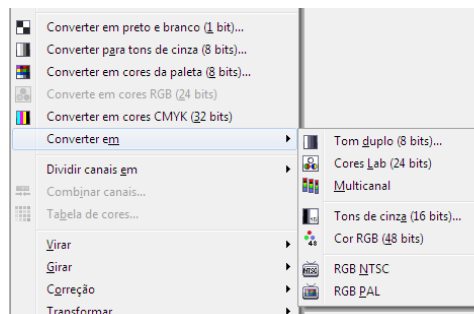 Converter em preto e branco (1 bit)...
Converter para tons de cinza (8 bits)...
Converter em cores da paleta (8 bits)...
Converte em cores RGB (24 bits)
Converter em cores CMYK (32 bits)
Converter em
Dividir canais em
Combinar canais...
Tabela de cores...
Virar
Girar
Correção
Transformar
Tom duplo (8 bits)...
Cores Lab (24 bits)
Multicanal
Tons de cinza (16 bits)...
48
Cor RGB (48 bits)
NTSC
RGB NTSC
RGB PAL